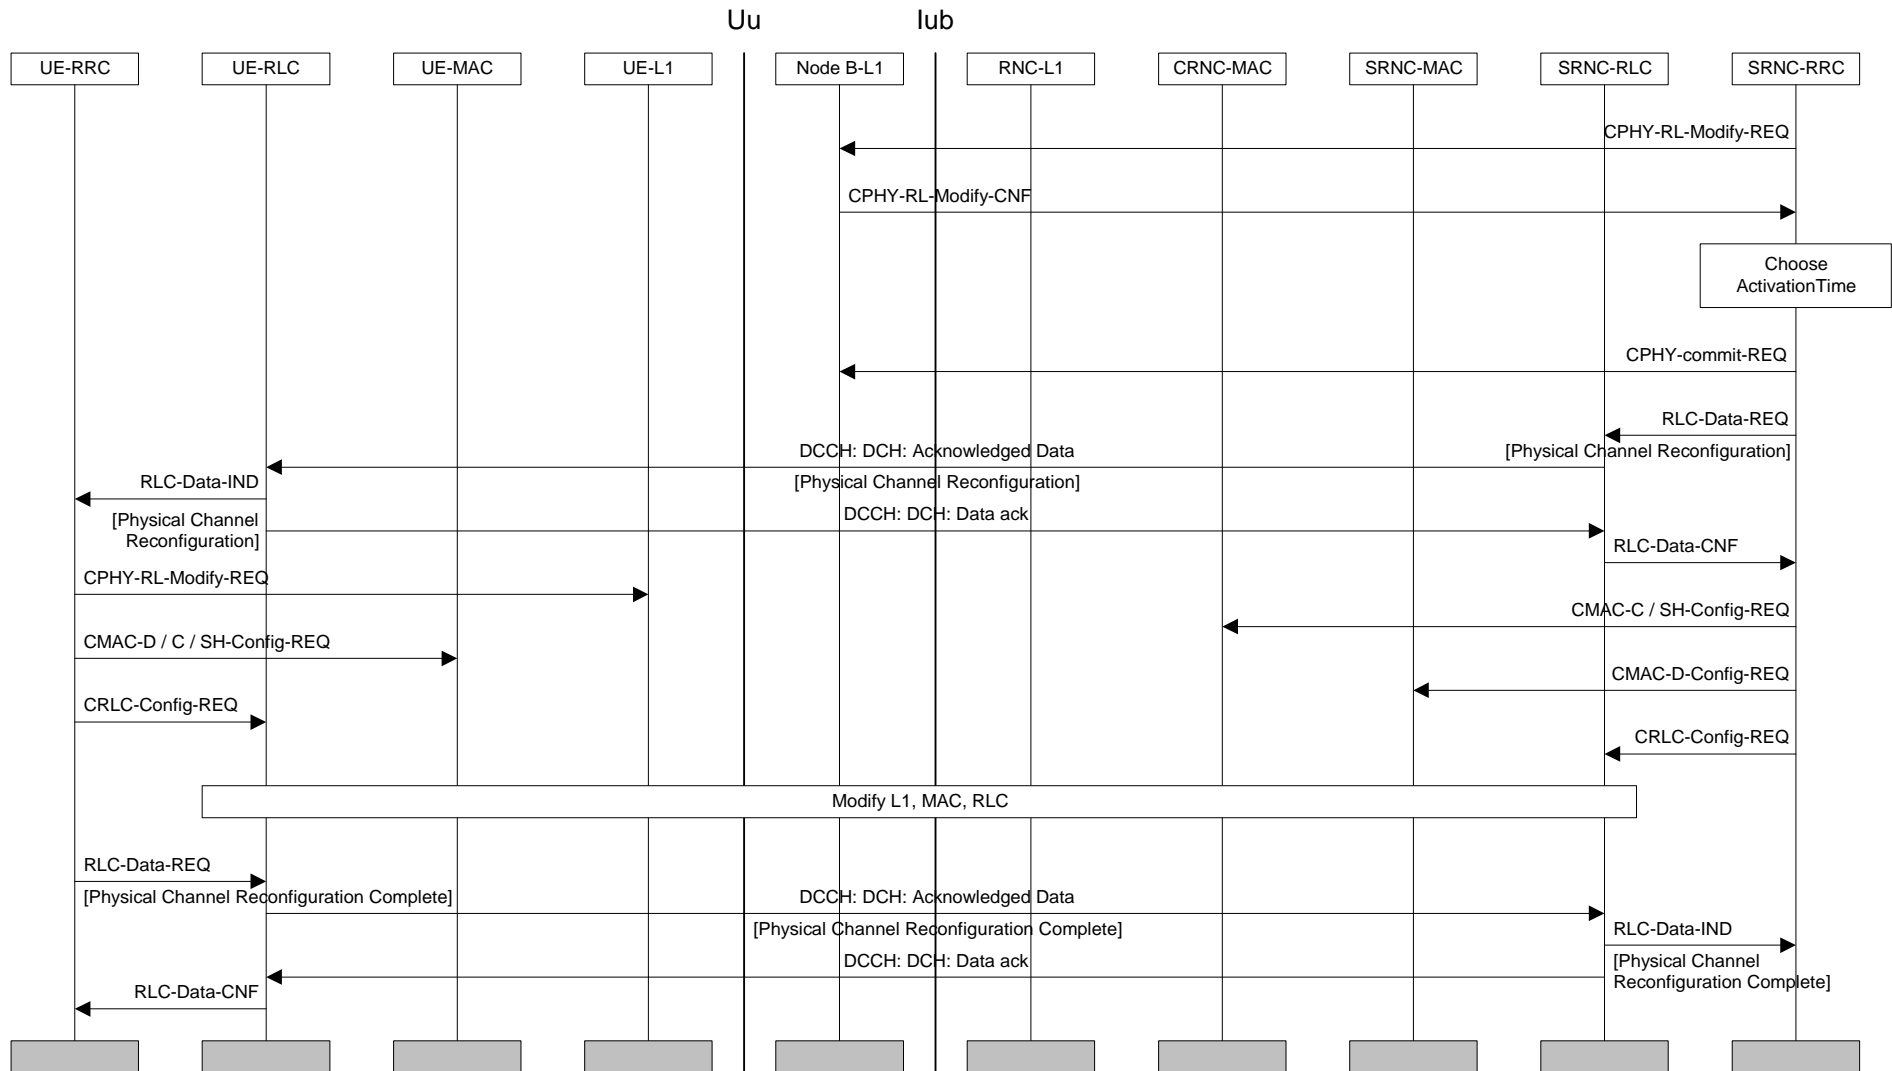 Uu
Iub
UE-RRC
UE-RLC
UE-MAC
UE-L1
Node B-L1
RNC-L1
CRNC-MAC
SRNC-MAC
SRNC-RLC
SRNC-RRC
CPHY-RL-Modify-REQ
CPHY-RL-Modify-CNF
Choose
ActivationTime
CPHY-commit-REQ
RLC-Data-REQ
[Physical Channel Reconfiguration]
DCCH: DCH: Acknowledged Data
[Physical Channel Reconfiguration]
RLC-Data-IND
[Physical Channel
Reconfiguration]
DCCH: DCH: Data ack
RLC-Data-CNF
CPHY-RL-Modify-REQ
CMAC-C / SH-Config-REQ
CMAC-D / C / SH-Config-REQ
CMAC-D-Config-REQ
CRLC-Config-REQ
CRLC-Config-REQ
Modify L1, MAC, RLC
RLC-Data-REQ
[Physical Channel Reconfiguration Complete]
DCCH: DCH: Acknowledged Data
[Physical Channel Reconfiguration Complete]
RLC-Data-IND
[Physical Channel
Reconfiguration Complete]
DCCH: DCH: Data ack
RLC-Data-CNF